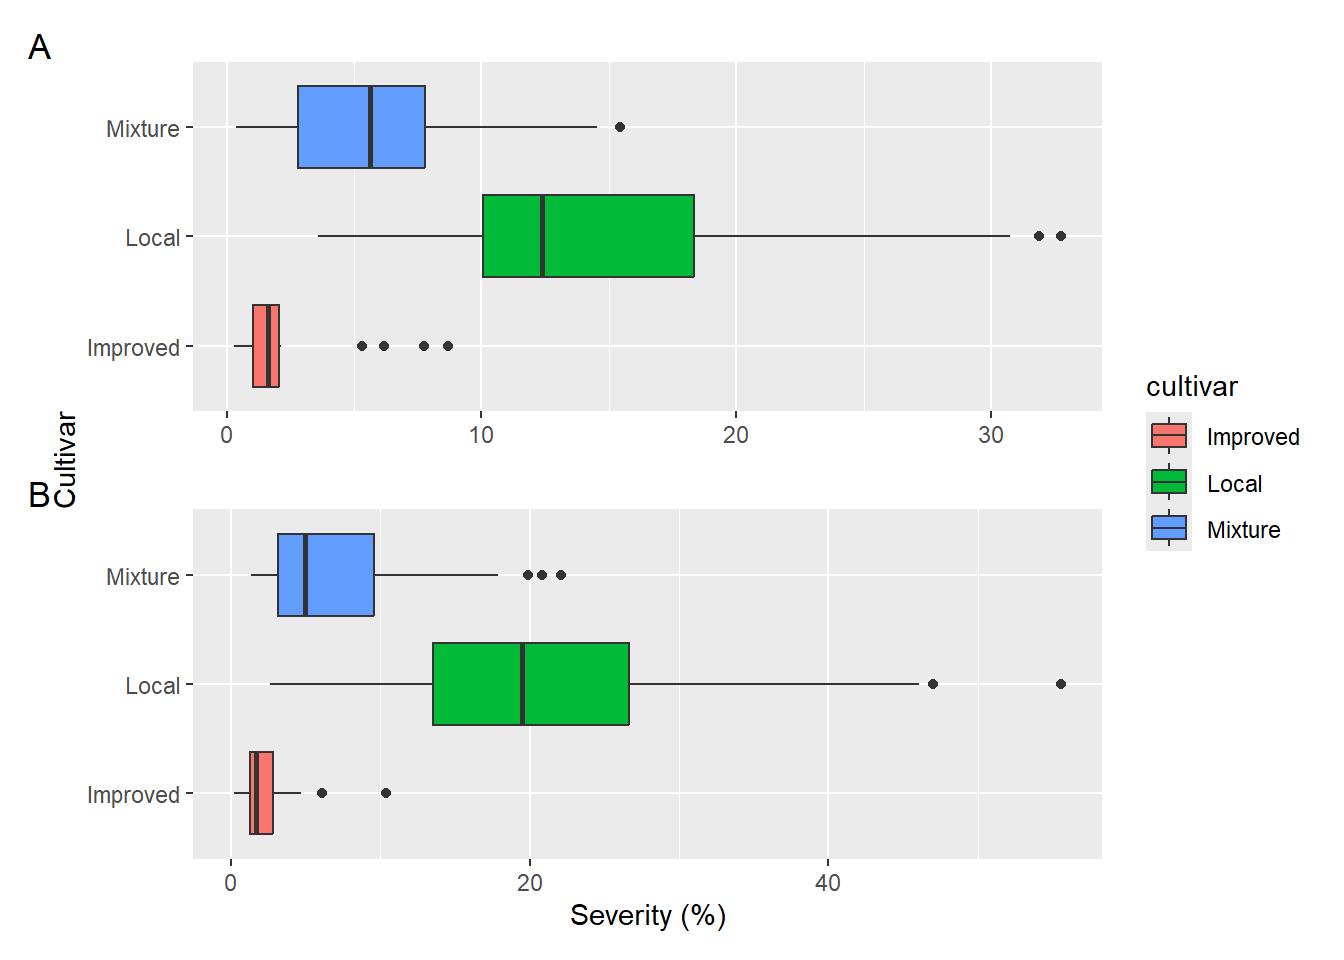 A
Mixture
Local
Improved
0 10 20 30
Cultivar
B
Mixture
Local
Improved
0 20 40
Severity (%)
cultivar
Improved
Local
Mixture